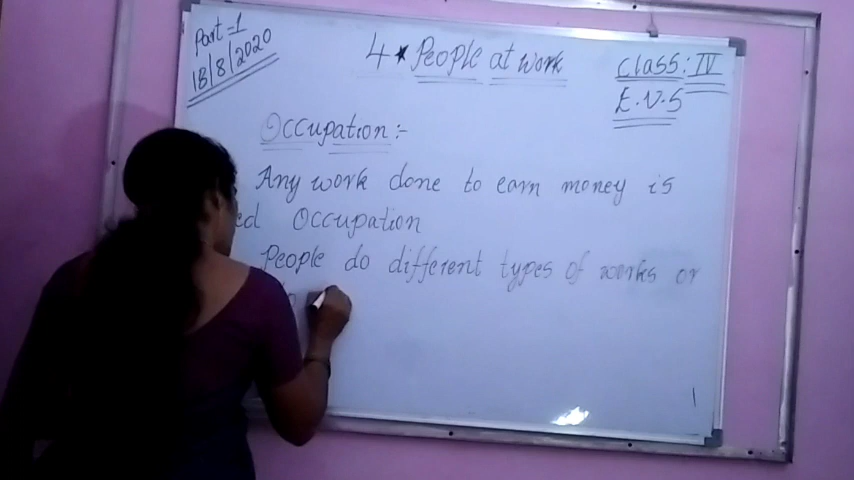 Part-1
18/8/2020
4 * People at work
Class: IV
E.V.S
Occupation:-
Any work done to earn money is
ed Occupation
People do different types of works or